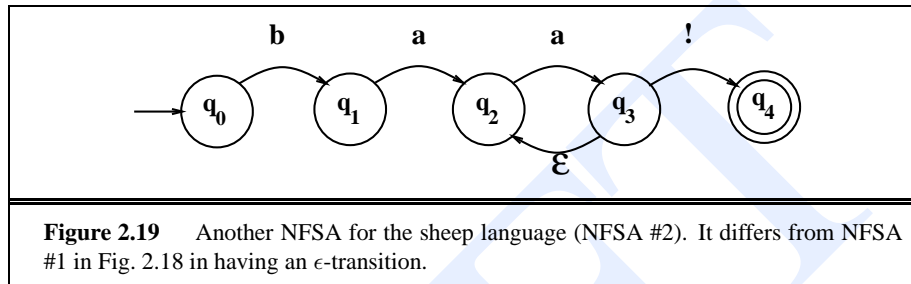 b a a !
q0 q1 q2 q3 q4
ε
Figure 2.19 Another NFSA for the sheep language (NFSA #2). It differs from NFSA
#1 in Fig. 2.18 in having an ϵ-transition.